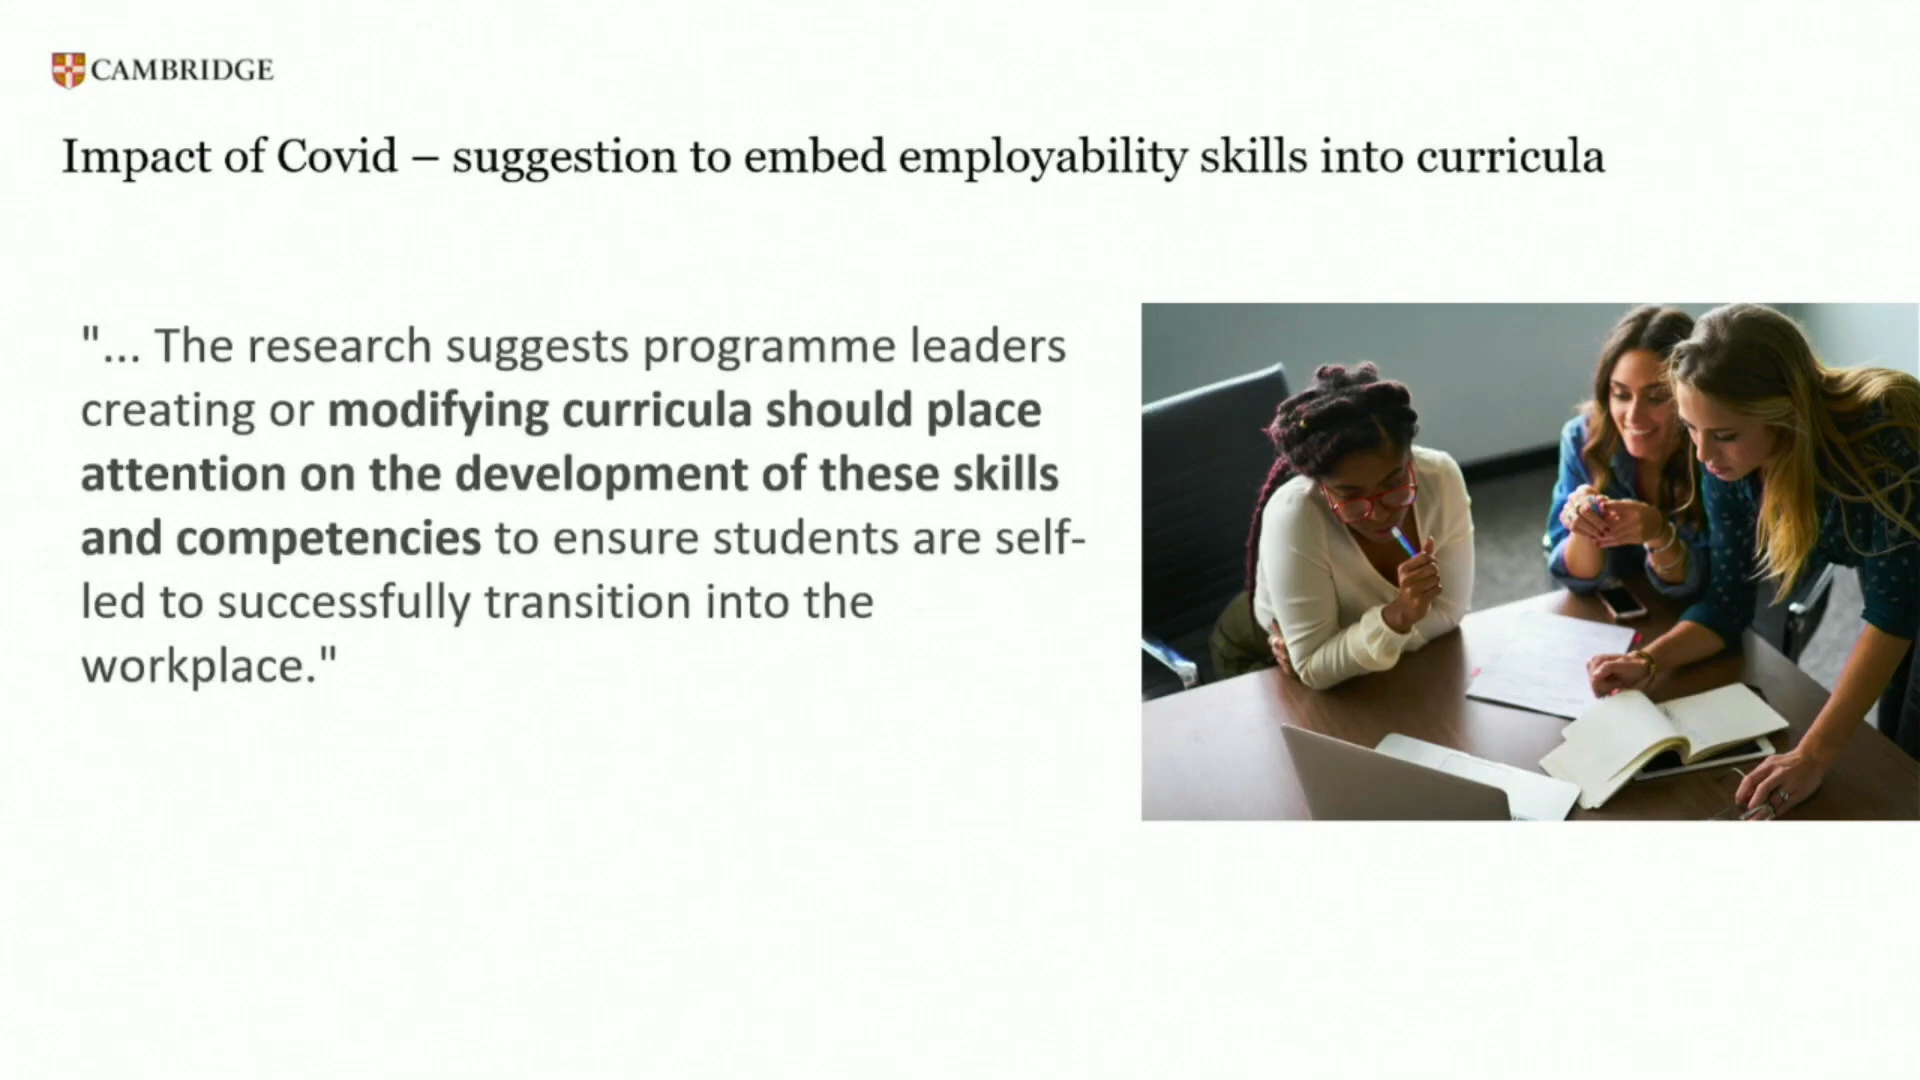 CAMBRIDGE
Impact of Covid – suggestion to embed employability skills into curricula
"... The research suggests programme leaders
creating or modifying curricula should place
attention on the development of these skills
and competencies to ensure students are self-
led to successfully transition into the
workplace."